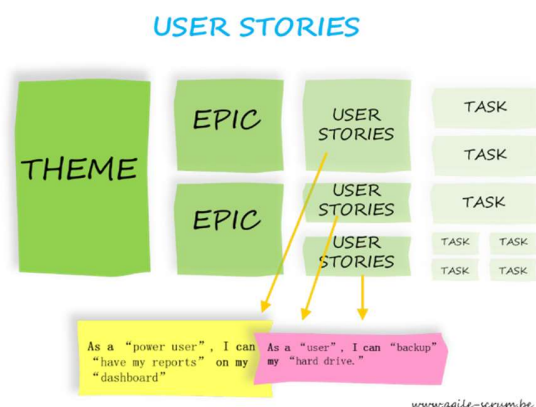 USER STORIES
THEME
EPIC
EPIC
USER
STORIES
USER
STORIES
USER
STORIES
TASK
TASK
TASK
TASK TASK
TASK TASK
As a “power user”, I can
“have my reports” on my
“dashboard”
As a “user”, I can “backup”
my “hard drive.”
www.agile-scrum.be